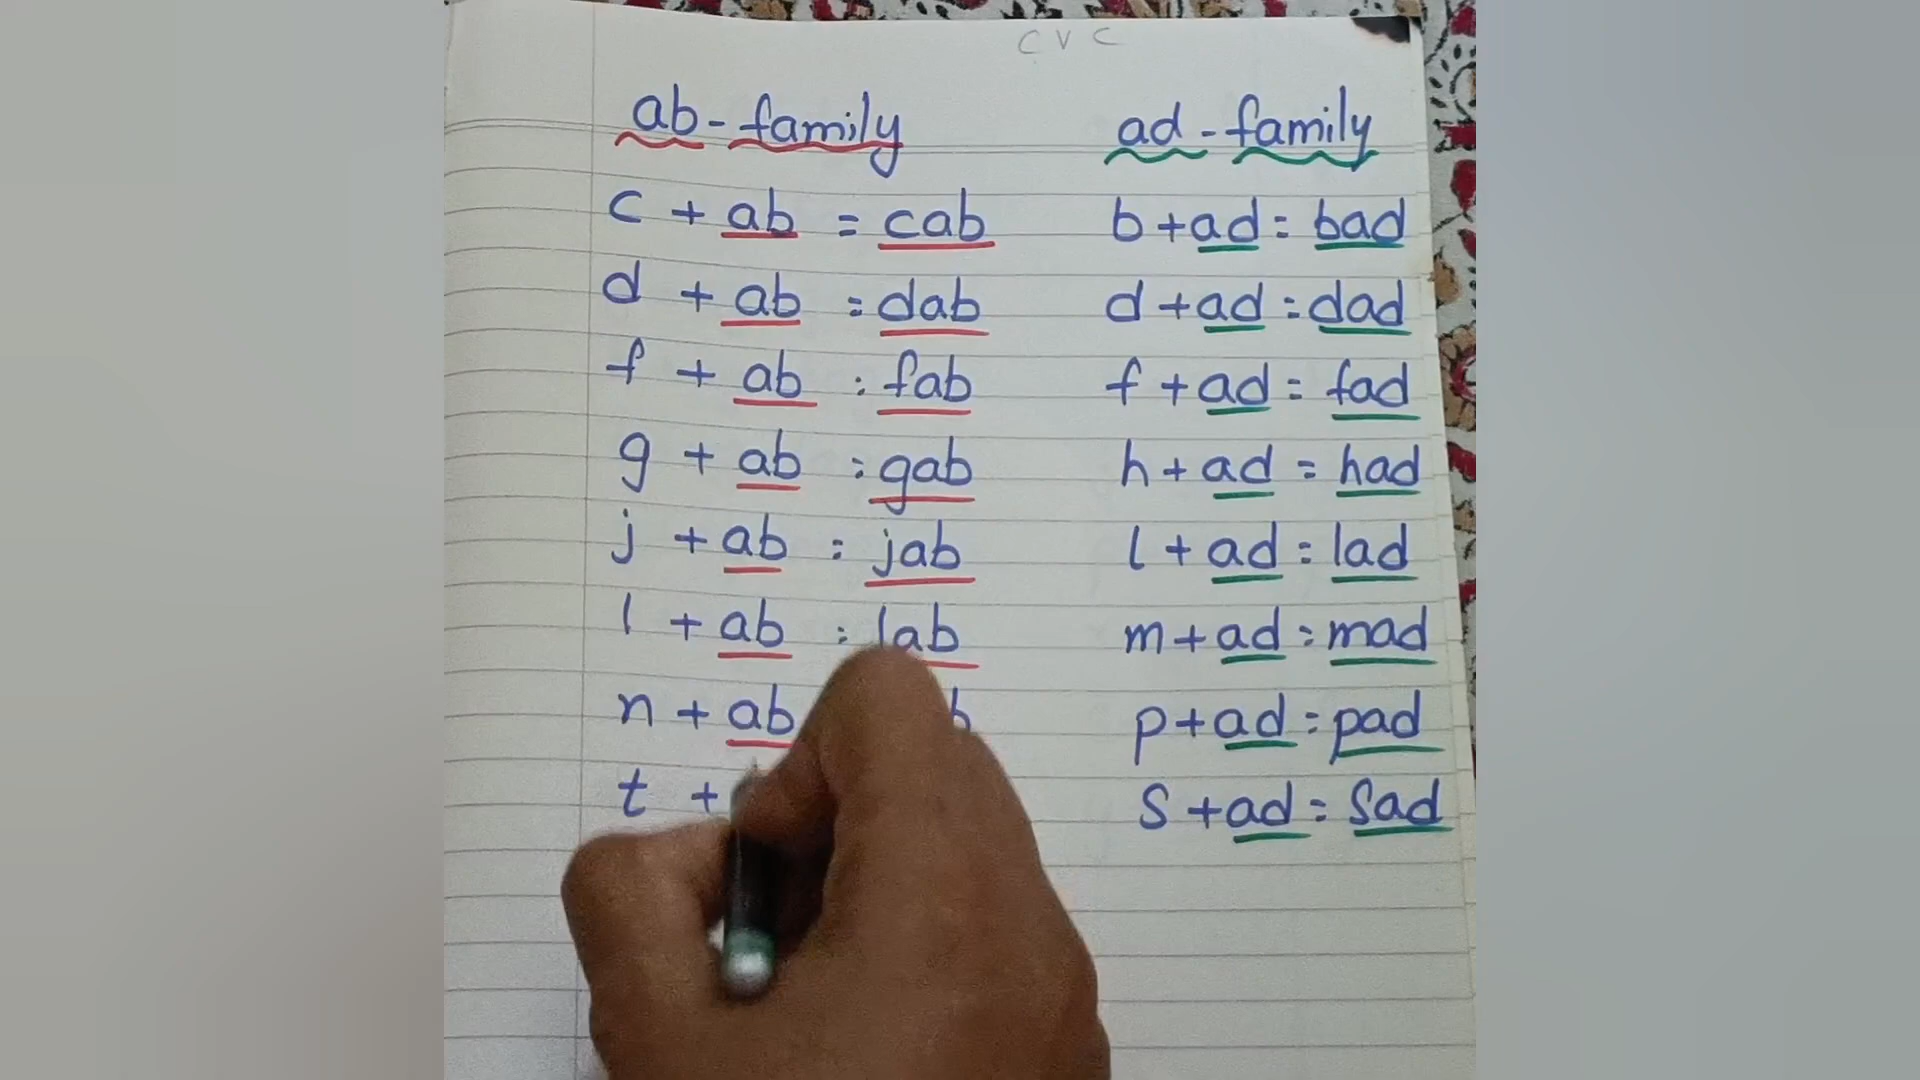 C V C
ab-family
c + ab = cab
d + ab = dab
f + ab = fab
g + ab = gab
j + ab = jab
l + ab = lab
n + ab
t +
ad-family
b + ad = bad
d + ad = dad
f + ad = fad
h + ad = had
l + ad = lad
m + ad = mad
p + ad = pad
s + ad = sad